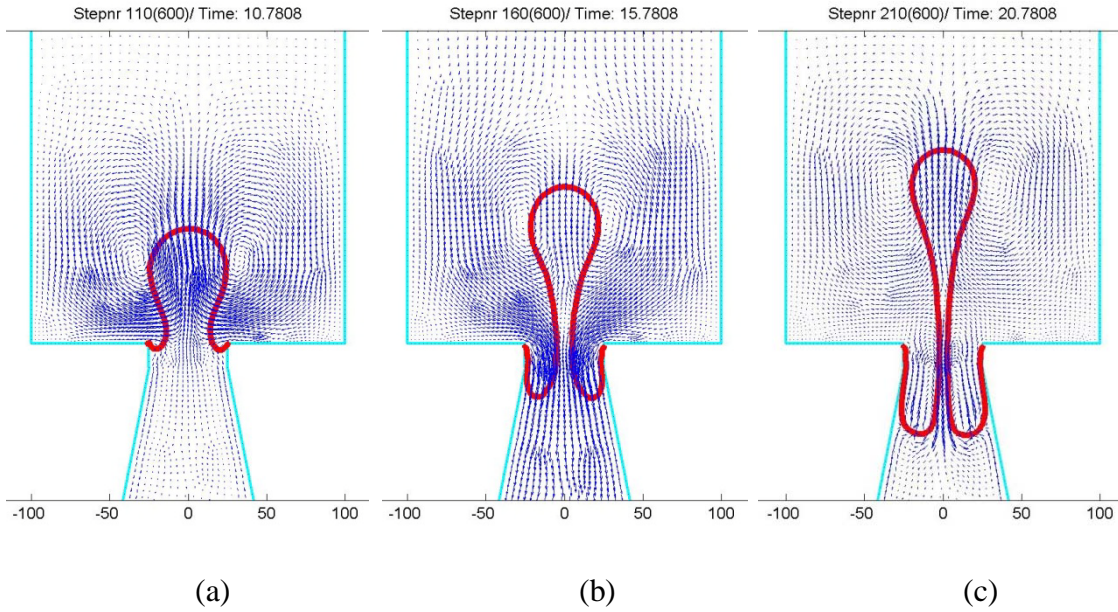 Stepnr 110(600)/ Time: 10.7808
Stepnr 160(600)/ Time: 15.7808
Stepnr 210(600)/ Time: 20.7808
-100 -50 0 50 100
-100 -50 0 50 100
-100 -50 0 50 100
(a)
(b)
(c)